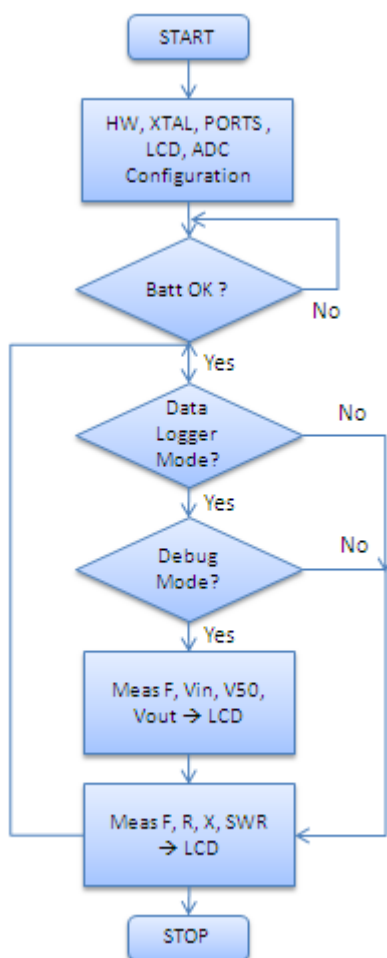 START
HW, XTAL, PORTS ,
LCD, ADC
Configuration
Batt OK ?
No
Yes
Data
Logger
Mode?
No
Yes
Debug
Mode?
No
Yes
Meas F, Vin, V50,
Vout → LCD
Meas F, R, X, SWR
→ LCD
STOP